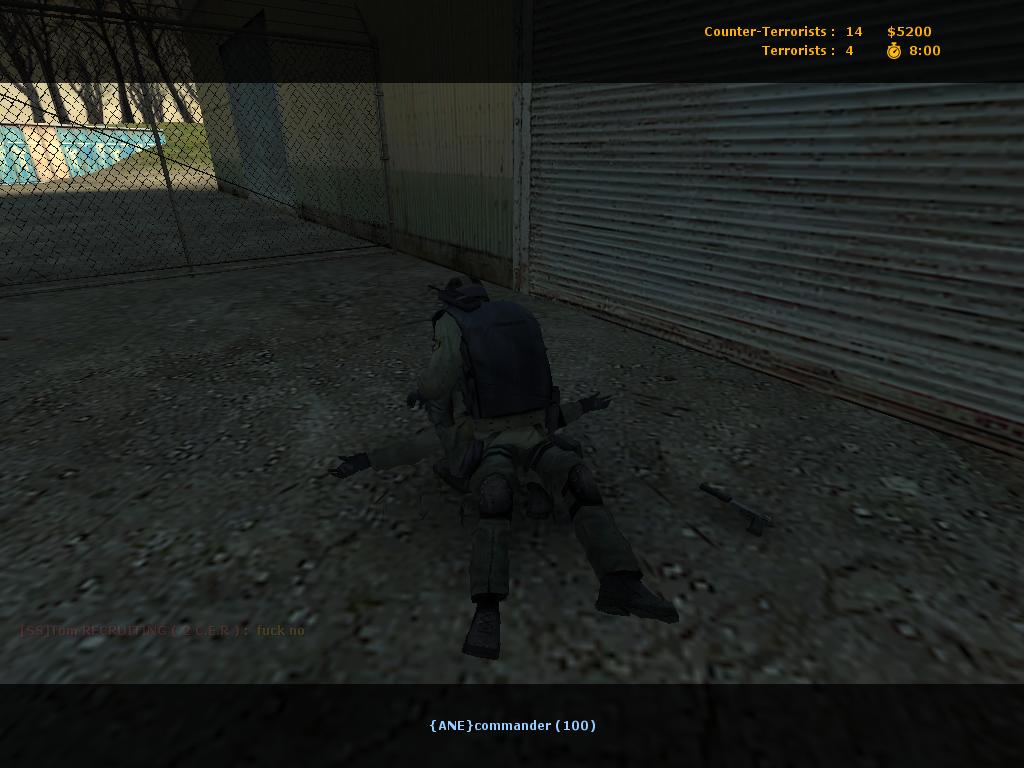 Counter-Terrorists : 14 $5200
Terrorists : 4 8:00
[SS]Tom RECRUITING ( 2 C.E.R ) : fuck no
{ANE}commander (100)